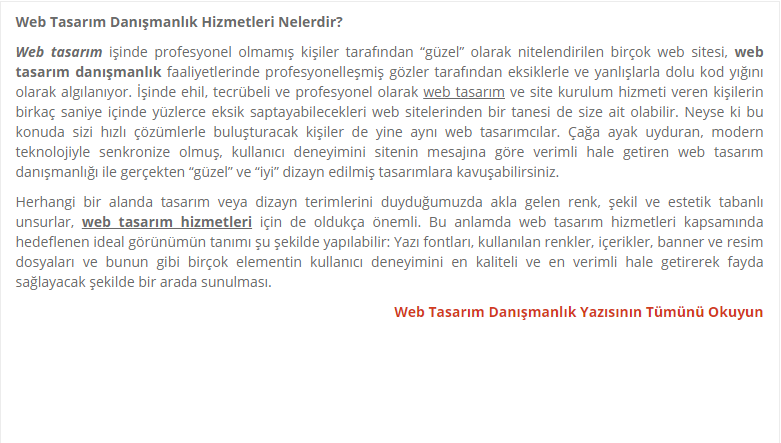 Web Tasarım Danışmanlık Hizmetleri Nelerdir?
Web tasarım işinde profesyonel olmamış kişiler tarafından “güzel” olarak nitelendirilen birçok web sitesi, web
tasarım danışmanlık faaliyetlerinde profesyonelleşmiş gözler tarafından eksiklerle ve yanlışlarla dolu kod yığını
olarak algılanıyor. İşinde ehil, tecrübeli ve profesyonel olarak web tasarım ve site kurulum hizmeti veren kişilerin
birkaç saniye içinde yüzlerce eksik saptayabilecekleri web sitelerinden bir tanesi de size ait olabilir. Neyse ki bu
konuda sizi hızlı çözümlerle buluşturacak kişiler de yine aynı web tasarımcılar. Çağa ayak uyduran, modern
teknolojiyle senkronize olmuş, kullanıcı deneyimini sitenin mesajına göre verimli hale getiren web tasarım
danışmanlığı ile gerçekten “güzel” ve “iyi” dizayn edilmiş tasarımlara kavuşabilirsiniz.
Herhangi bir alanda tasarım veya dizayn terimlerini duyduğumuzda akla gelen renk, şekil ve estetik tabanlı
unsurlar, web tasarım hizmetleri için de oldukça önemli. Bu anlamda web tasarım hizmetleri kapsamında
hedeflenen ideal görünümün tanımı şu şekilde yapılabilir: Yazı fontları, kullanılan renkler, içerikler, banner ve resim
dosyaları ve bunun gibi birçok elementin kullanıcı deneyimini en kaliteli ve en verimli hale getirerek fayda
sağlayacak şekilde bir arada sunulması.
Web Tasarım Danışmanlık Yazısının Tümünü Okuyun